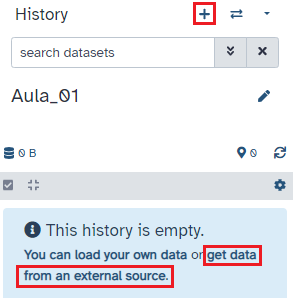 History
search datasets
Aula_01
0 B
0
This history is empty.
You can load your own data or get data
from an external source.